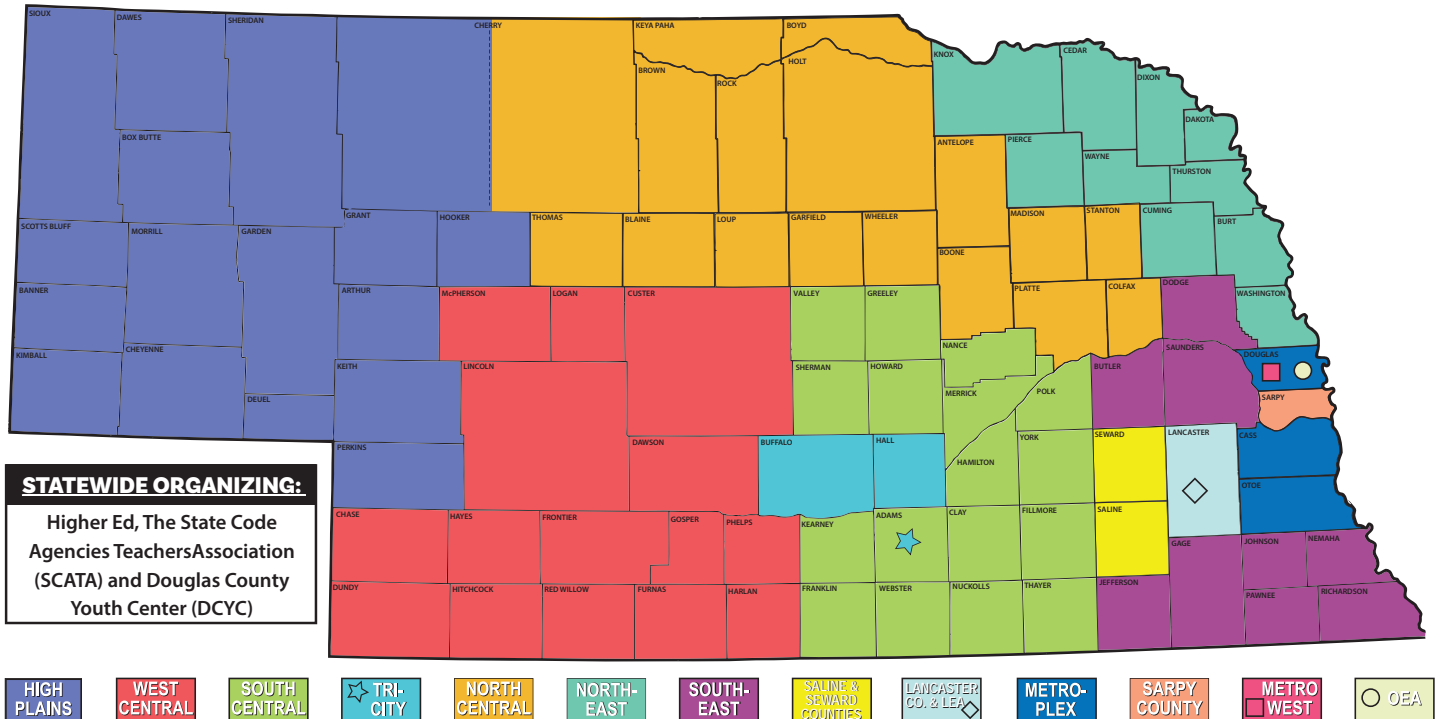 SIOUX
DAWES
SHERIDAN
CHERRY
KEYA PAHA
BOYD
BROWN
ROCK
HOLT
KNOX
CEDAR
DIXON
DAKOTA
BOX BUTTE
ANTELOPE
PIERCE
WAYNE
THURSTON
SCOTTS BLUFF
MORRILL
GARDEN
GRANT
HOOKER
THOMAS
BLAINE
LOUP
GARFIELD
WHEELER
BOONE
MADISON
STANTON
CUMING
BURT
BANNER
ARTHUR
McPHERSON
LOGAN
CUSTER
VALLEY
GREELEY
PLATTE
COLFAX
DODGE
WASHINGTON
KIMBALL
CHEYENNE
DEUEL
KEITH
LINCOLN
SHERMAN
HOWARD
NANCE
MERRICK
POLK
BUTLER
SAUNDERS
DOUGLAS
SARPY
PERKINS
DAWSON
BUFFALO
HALL
HAMILTON
YORK
SEWARD
LANCASTER
CASS
OTOE
CHASE
HAYES
FRONTIER
GOSPER
PHELPS
KEARNEY
ADAMS
CLAY
FILLMORE
SALINE
GAGE
JOHNSON
NEMAHA
DUNDY
HITCHCOCK
RED WILLOW
FURNAS
HARLAN
FRANKLIN
WEBSTER
NUCKOLLS
THAYER
JEFFERSON
PAWNEE
RICHARDSON
STATEWIDE ORGANIZING:
Higher Ed, The State Code
Agencies TeachersAssociation
(SCATA) and Douglas County
Youth Center (DCYC)
HIGH
PLAINS
WEST
CENTRAL
SOUTH
CENTRAL
TRI-
CITY
NORTH
CENTRAL
NORTH-
EAST
SOUTH-
EAST
SALINE &
SEWARD
COUNTIES
LANCASTER
CO. & LEA
METRO-
PLEX
SARPY
COUNTY
METRO
WEST
OEA